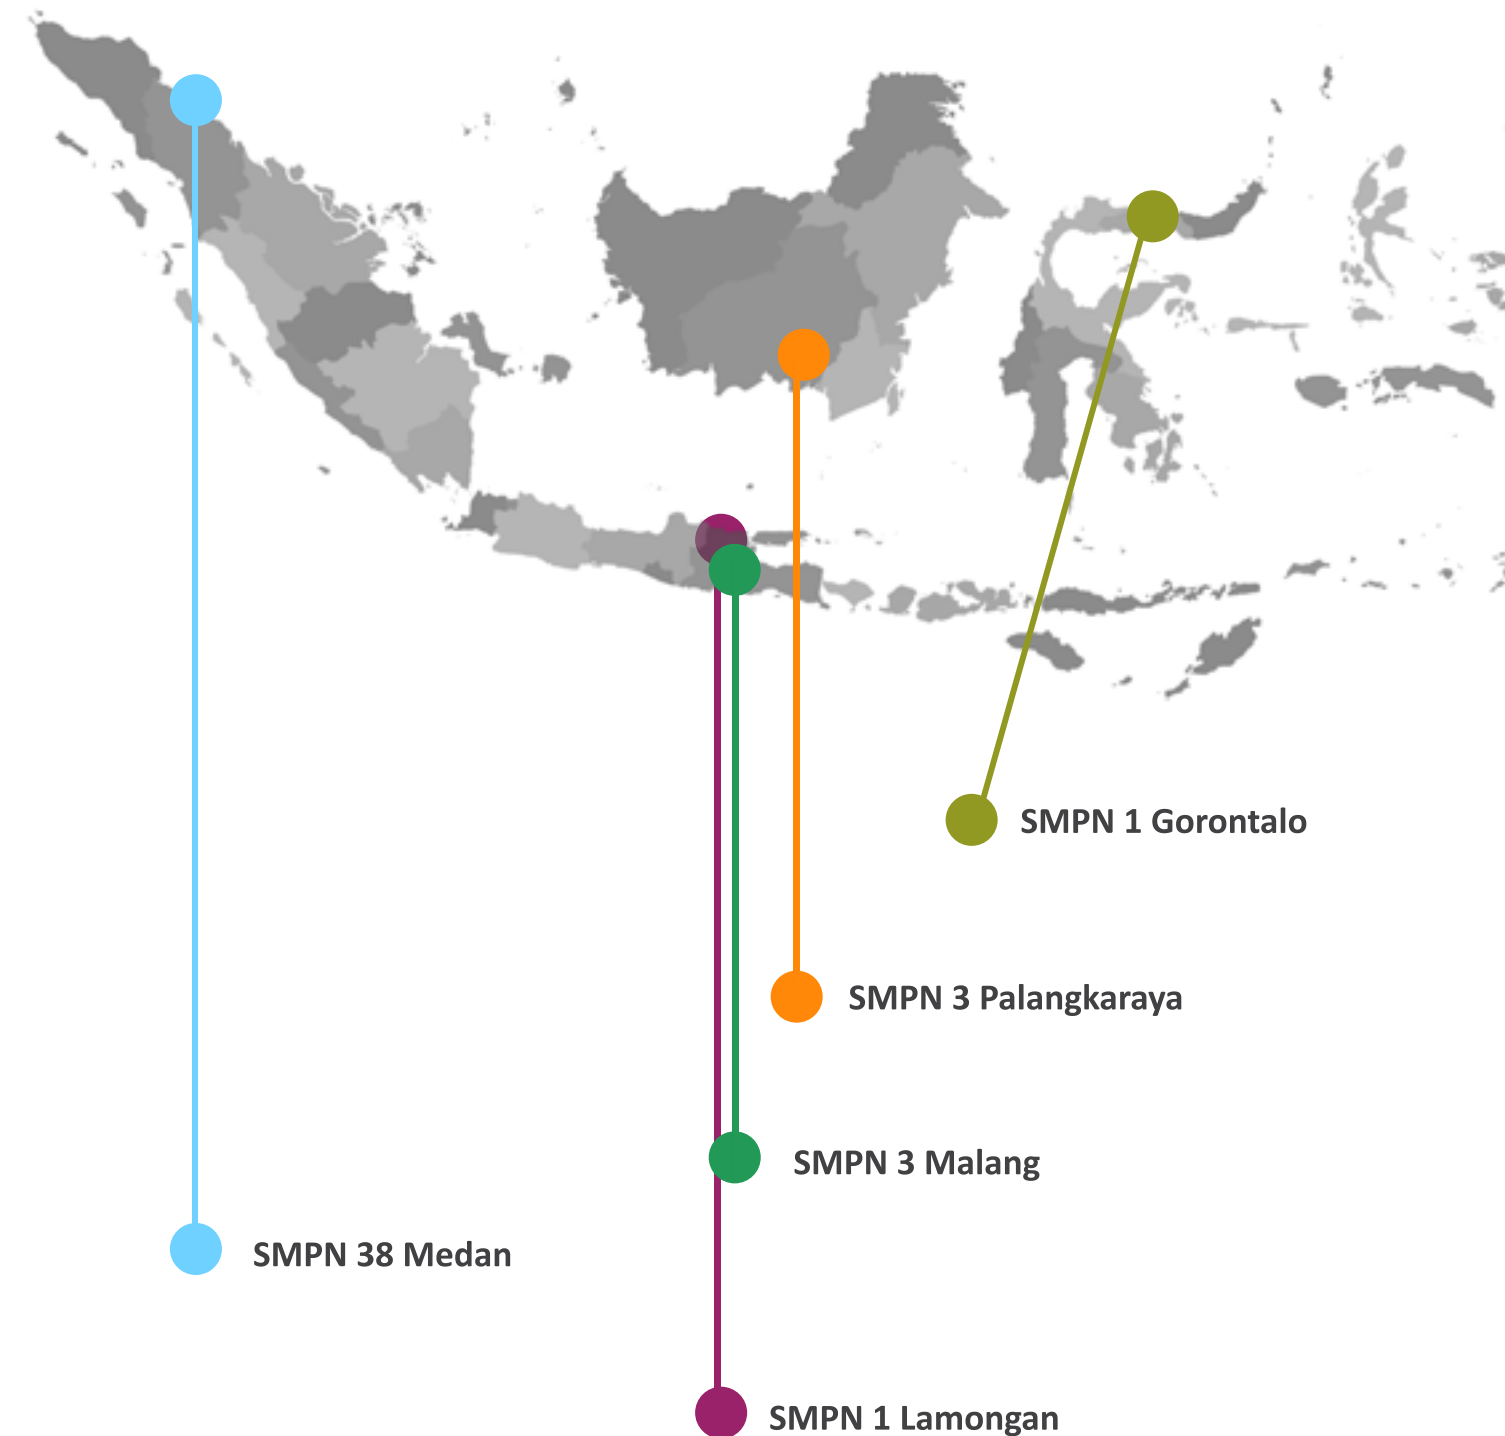 SMPN 1 Gorontalo
SMPN 3 Palangkaraya
SMPN 3 Malang
SMPN 38 Medan
SMPN 1 Lamongan